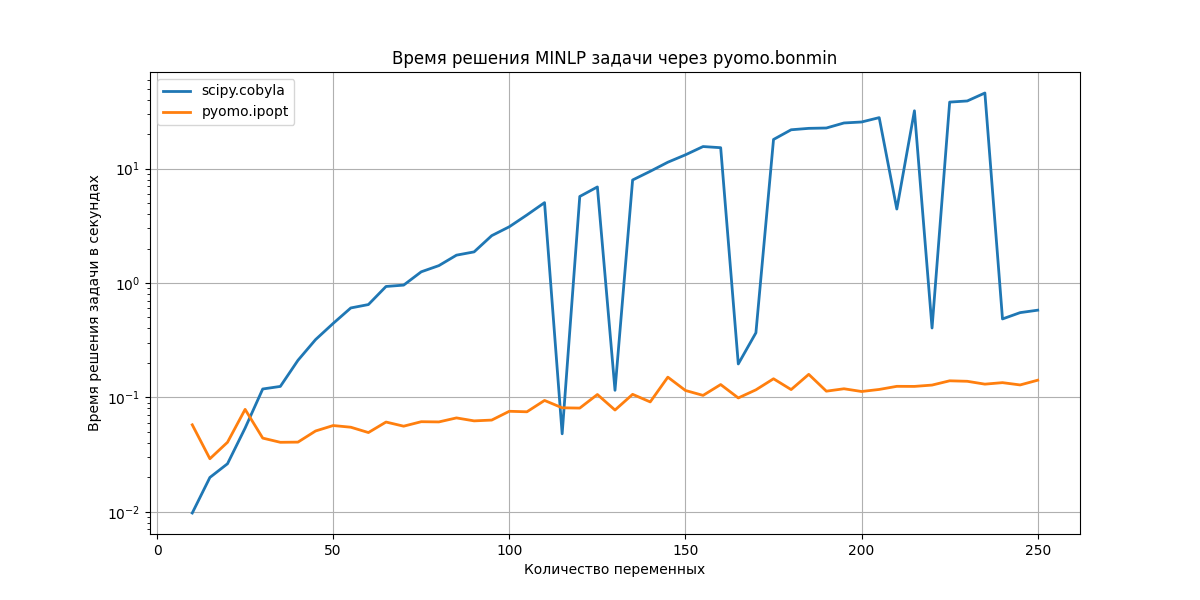 Время решения MINLP задачи через pyomo.bonmin
scipy.cobyla
pyomo.ipopt
Время решения задачи в секундах
10¹
10⁰
10⁻¹
10⁻²
0 50 100 150 200 250
Количество переменных